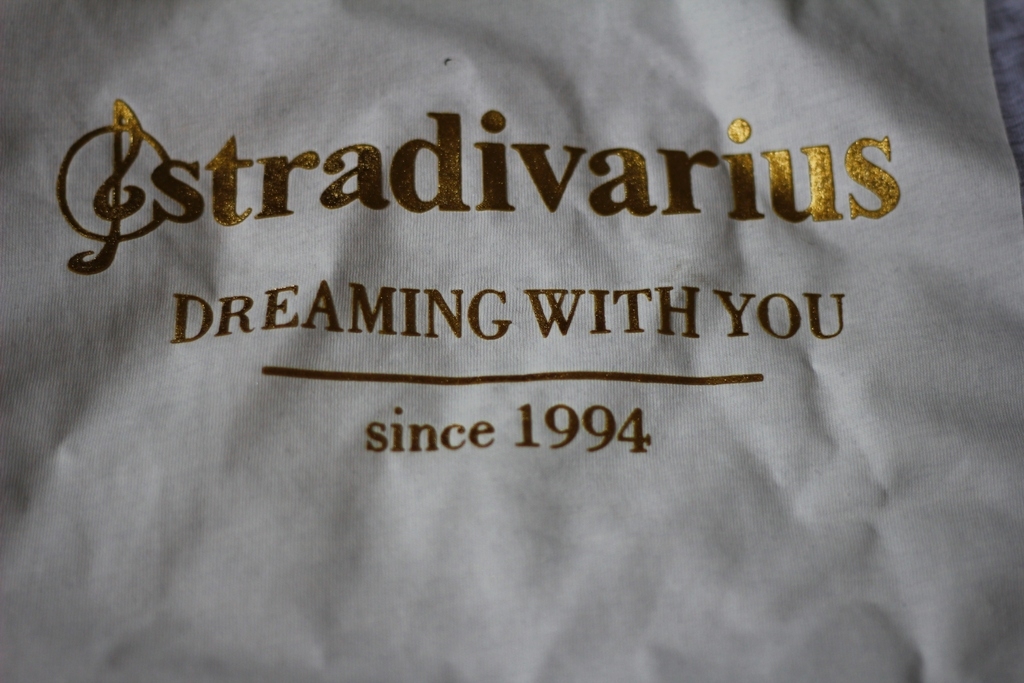 stradivarius
DREAMING WITH YOU
since 1994